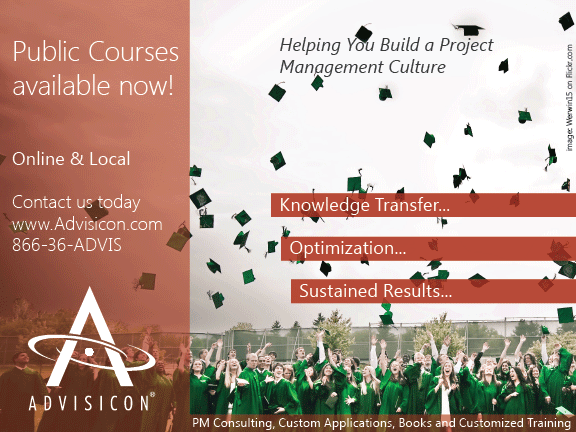 Public Courses
available now!
Online & Local
Contact us today
www.Advisicon.com
866-36-ADVIS
ADVISICON®
Helping You Build a Project
Management Culture
Knowledge Transfer...
Optimization...
Sustained Results...
PM Consulting, Custom Applications, Books and Customized Training
image: Werwin15 on Flickr.com